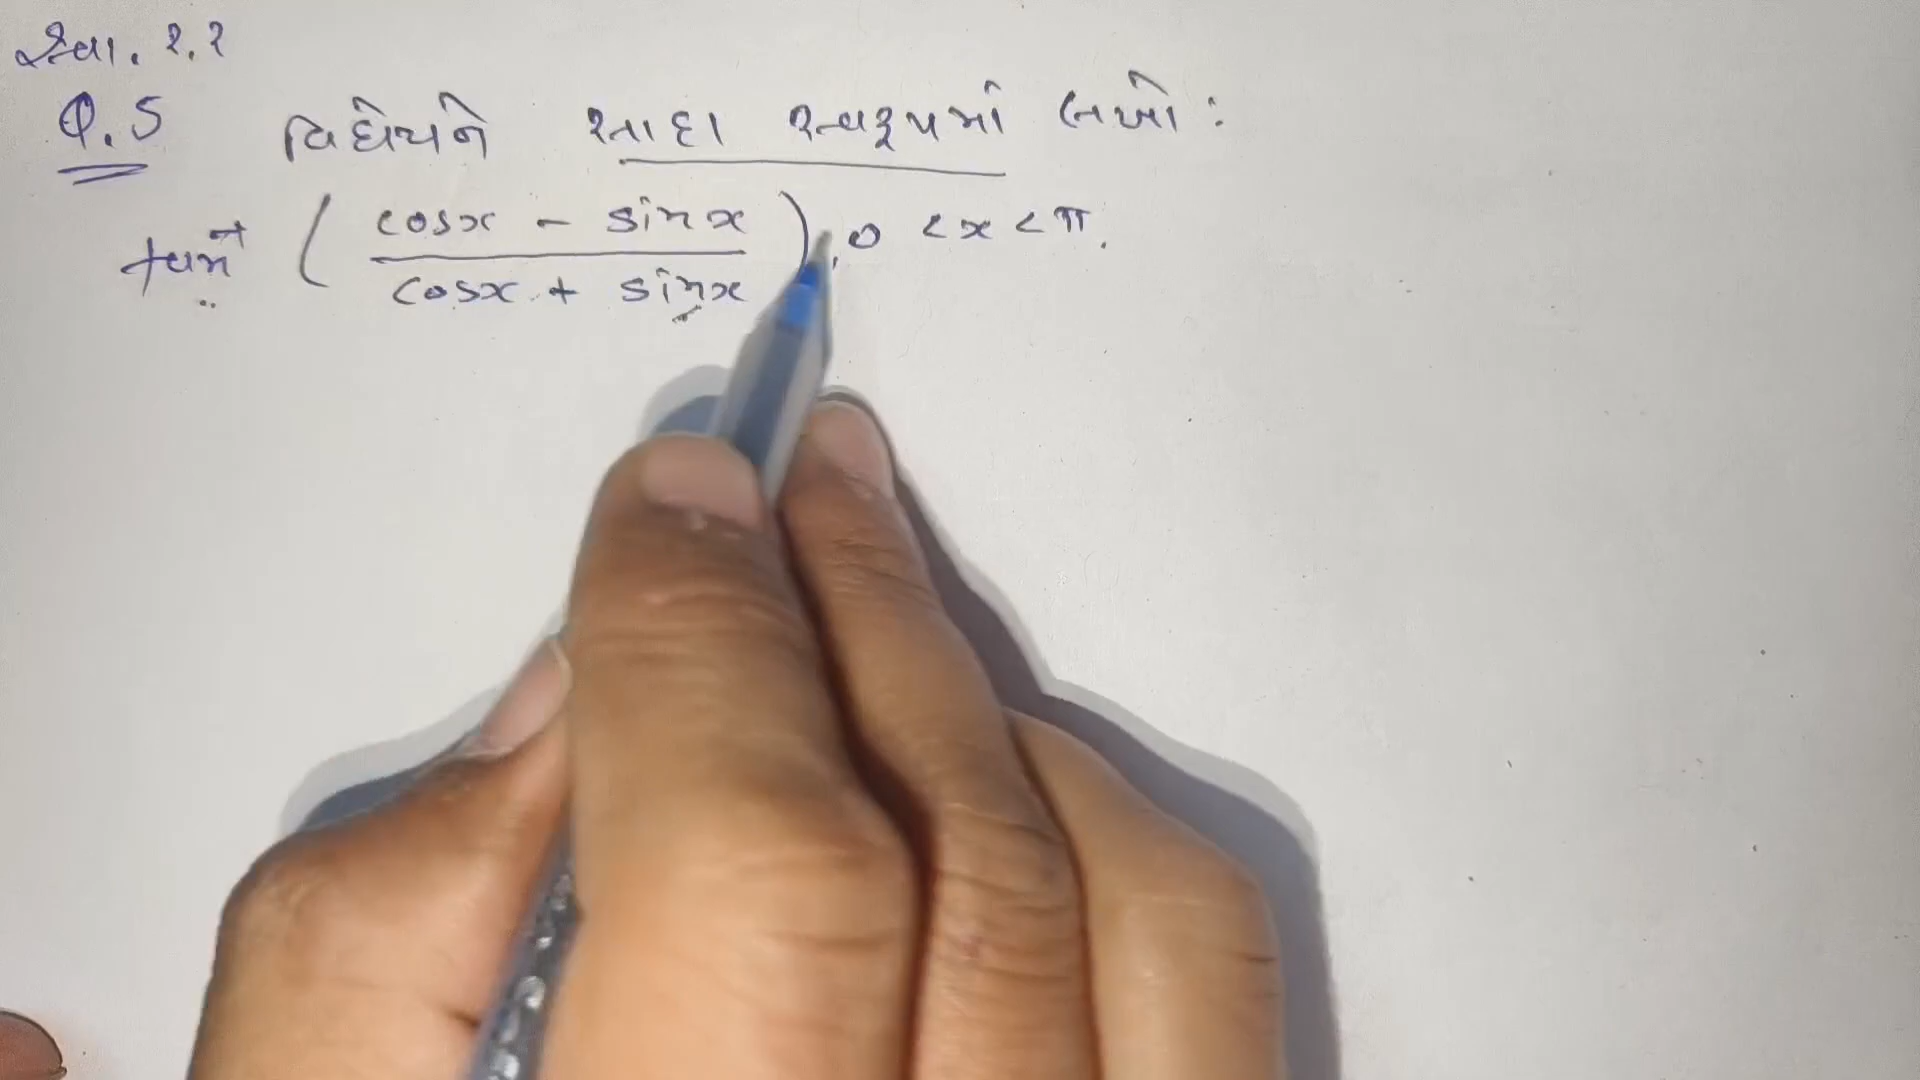 સ્વા. ૨.૨
Q.5 વિધેયને સાદા સ્વરૂપમાં લખો :
tan⁻¹ ( (cosx - sinx) / (cosx + sinx) ), 0 < x < π.